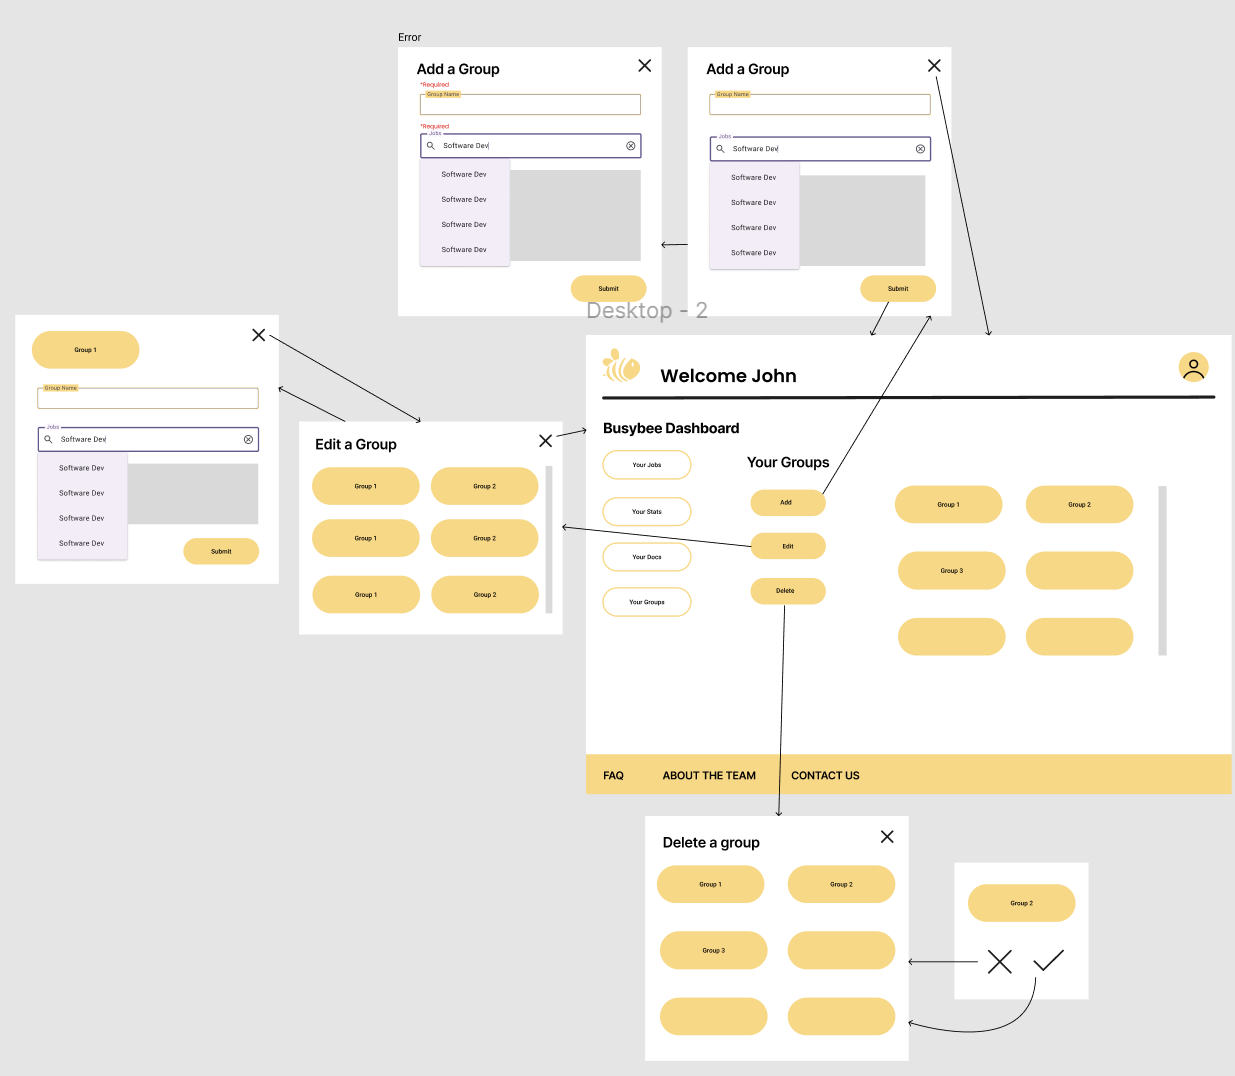 Error
Add a Group
*Required
Group Name
*Required
Jobs
Software Dev
Software Dev
Software Dev
Software Dev
Software Dev
Submit
Add a Group
Group Name
Jobs
Software Dev
Software Dev
Software Dev
Software Dev
Software Dev
Submit
Desktop - 2
Group 1
Group Name
Jobs
Software Dev
Software Dev
Software Dev
Software Dev
Software Dev
Submit
Edit a Group
Group 1
Group 2
Group 1
Group 2
Group 1
Group 2
Welcome John
Busybee Dashboard
Your Jobs
Your Stats
Your Docs
Your Groups
Your Groups
Add
Edit
Delete
Group 1
Group 2
Group 3
FAQ
ABOUT THE TEAM
CONTACT US
Delete a group
Group 1
Group 2
Group 3
Group 2